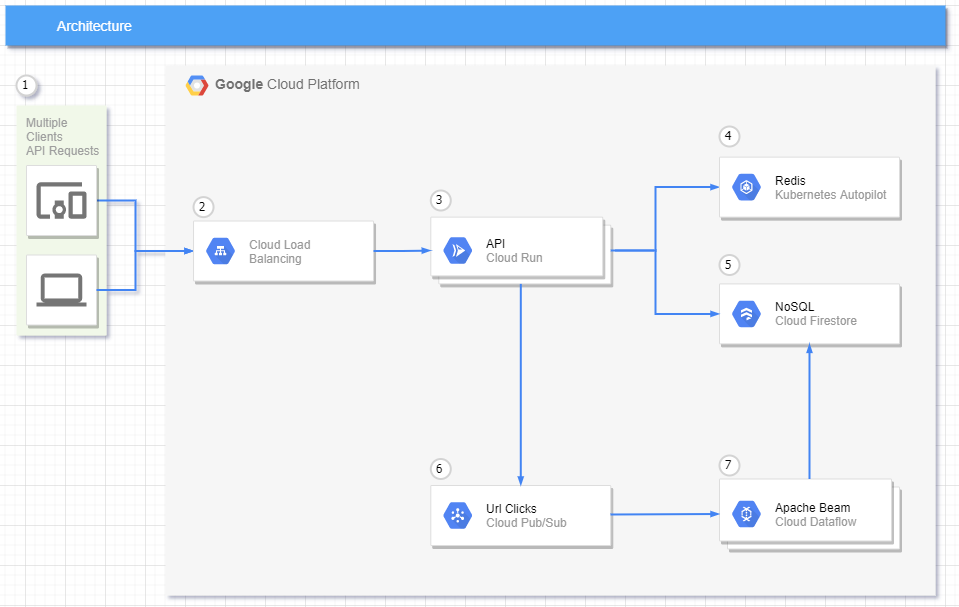 Architecture
1
Google Cloud Platform
Multiple
Clients
API Requests
2
Cloud Load
Balancing
3
API
Cloud Run
4
Redis
Kubernetes Autopilot
5
NoSQL
Cloud Firestore
6
Url Clicks
Cloud Pub/Sub
7
Apache Beam
Cloud Dataflow